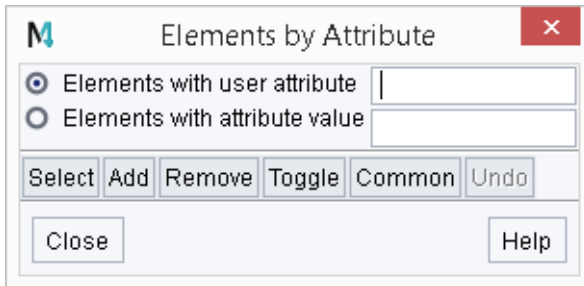 Elements by Attribute
Elements with user attribute
Elements with attribute value
Select Add Remove Toggle Common Undo
Close Help